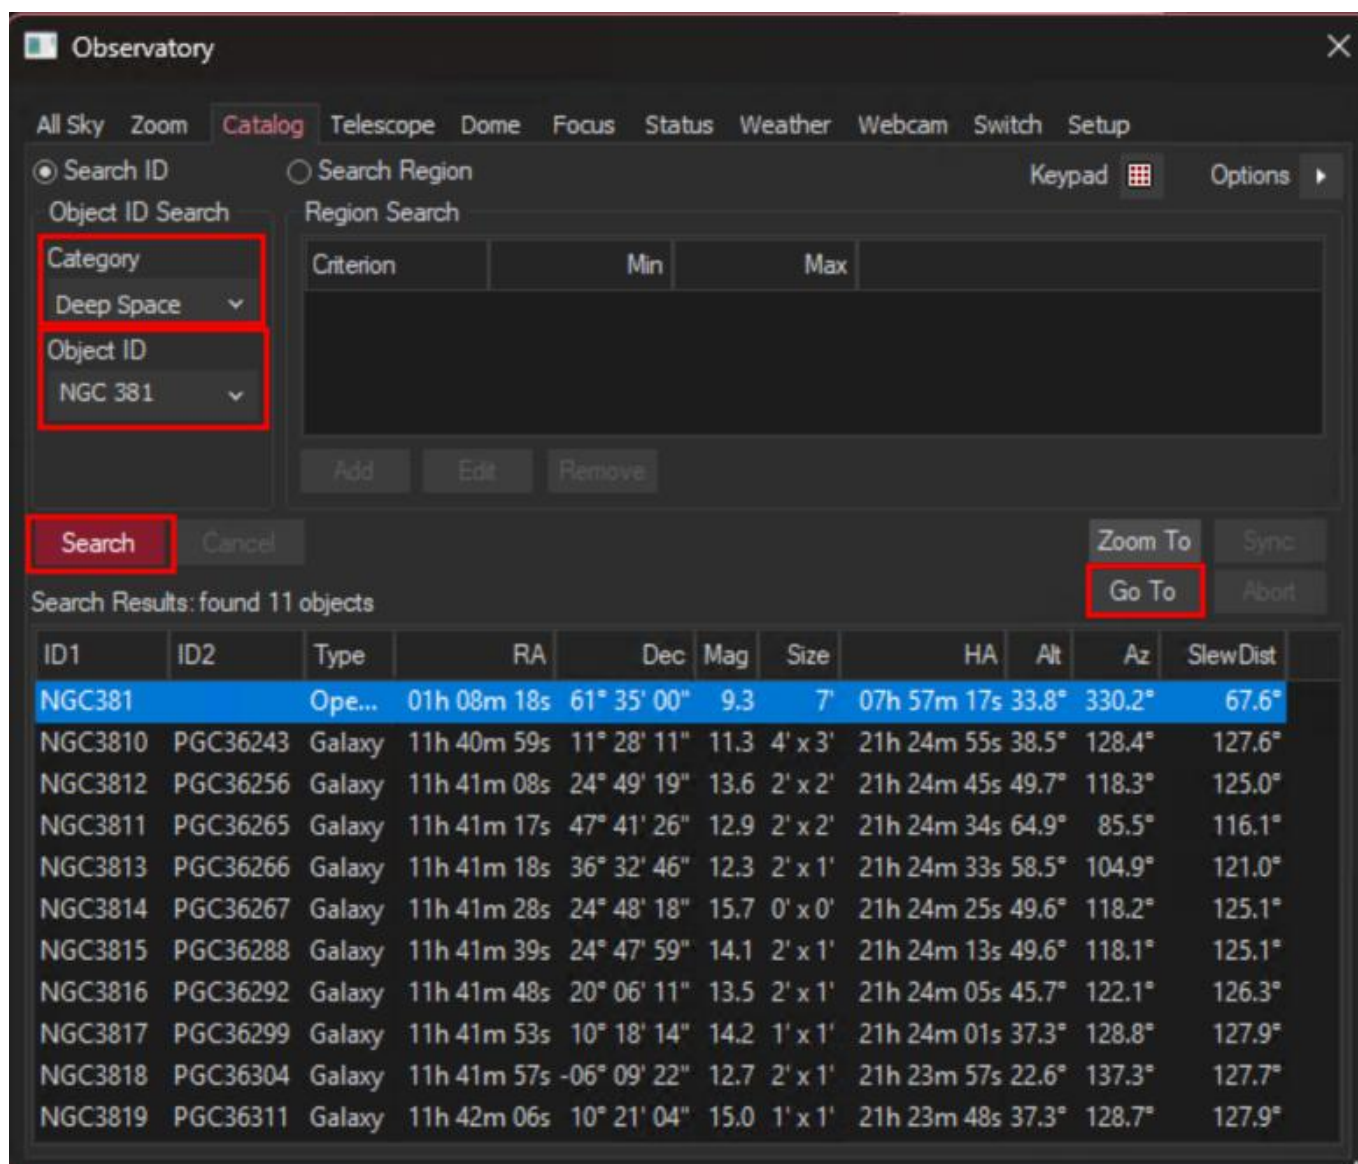 Observatory
All Sky Zoom Catalog Telescope Dome Focus Status Weather Webcam Switch Setup
Search ID Search Region Keypad Options
Object ID Search Region Search
Category Criterion Min Max
Deep Space
Object ID
NGC 381
Add Edit Remove
Search Cancel Zoom To Sync
Go To Abort
Search Results: found 11 objects
ID1 ID2 Type RA Dec Mag Size HA Alt Az SlewDist
NGC381 Ope... 01h 08m 18s 61° 35' 00" 9.3 7' 07h 57m 17s 33.8° 330.2° 67.6°
NGC3810 PGC36243 Galaxy 11h 40m 59s 11° 28' 11" 11.3 4' x 3' 21h 24m 55s 38.5° 128.4° 127.6°
NGC3812 PGC36256 Galaxy 11h 41m 08s 24° 49' 19" 13.6 2' x 2' 21h 24m 45s 49.7° 118.3° 125.0°
NGC3811 PGC36265 Galaxy 11h 41m 17s 47° 41' 26" 12.9 2' x 2' 21h 24m 34s 64.9° 85.5° 116.1°
NGC3813 PGC36266 Galaxy 11h 41m 18s 36° 32' 46" 12.3 2' x 1' 21h 24m 33s 58.5° 104.9° 121.0°
NGC3814 PGC36267 Galaxy 11h 41m 28s 24° 48' 18" 15.7 0' x 0' 21h 24m 25s 49.6° 118.2° 125.1°
NGC3815 PGC36288 Galaxy 11h 41m 39s 24° 47' 59" 14.1 2' x 1' 21h 24m 13s 49.6° 118.1° 125.1°
NGC3816 PGC36292 Galaxy 11h 41m 48s 20° 06' 11" 13.5 2' x 1' 21h 24m 05s 45.7° 122.1° 126.3°
NGC3817 PGC36299 Galaxy 11h 41m 53s 10° 18' 14" 14.2 1' x 1' 21h 24m 01s 37.3° 128.8° 127.9°
NGC3818 PGC36304 Galaxy 11h 41m 57s -06° 09' 22" 12.7 2' x 1' 21h 23m 57s 22.6° 137.3° 127.7°
NGC3819 PGC36311 Galaxy 11h 42m 06s 10° 21' 04" 15.0 1' x 1' 21h 23m 48s 37.3° 128.7° 127.9°